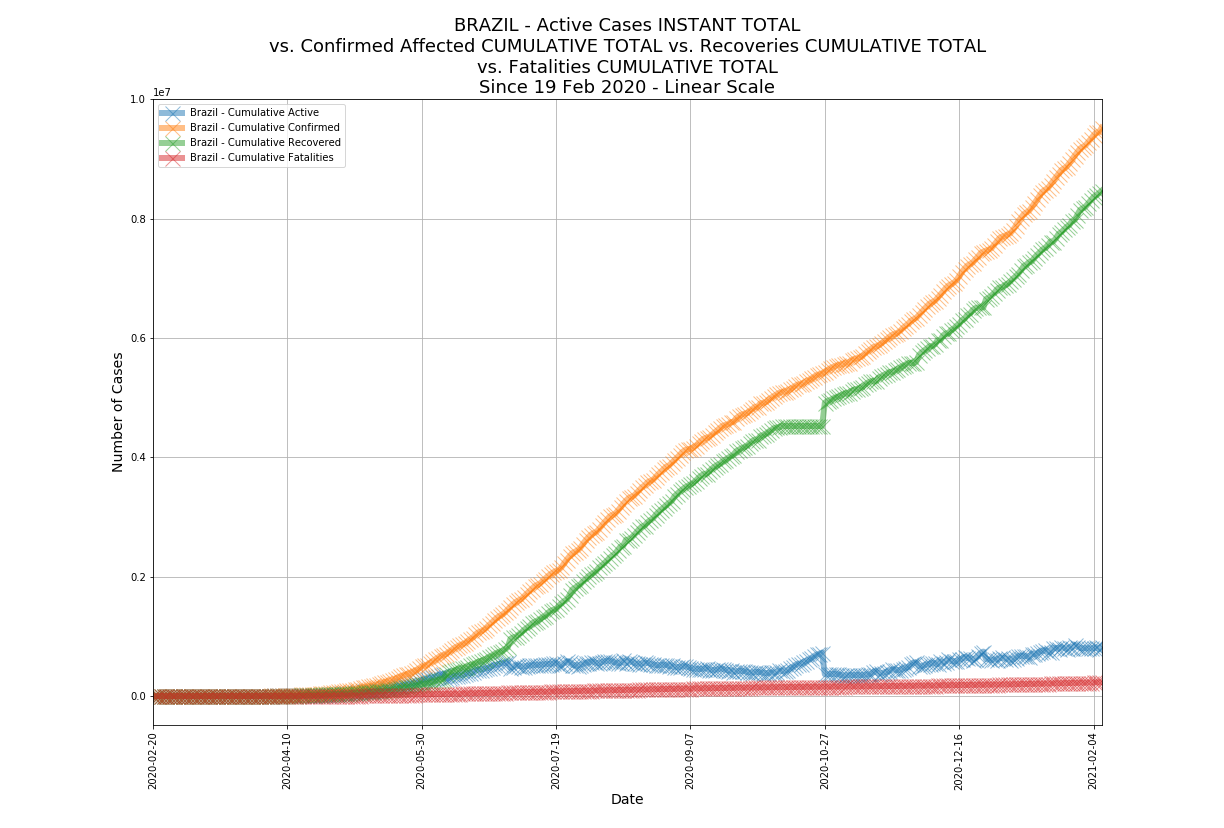 BRAZIL - Active Cases INSTANT TOTAL
vs. Confirmed Affected CUMULATIVE TOTAL vs. Recoveries CUMULATIVE TOTAL
vs. Fatalities CUMULATIVE TOTAL
Since 19 Feb 2020 - Linear Scale
1e7
Brazil - Cumulative Active
Brazil - Cumulative Confirmed
Brazil - Cumulative Recovered
Brazil - Cumulative Fatalities
Number of Cases
1.0
0.8
0.6
0.4
0.2
0.0
2020-02-20
2020-04-10
2020-05-30
2020-07-19
2020-09-07
2020-10-27
2020-12-16
2021-02-04
Date